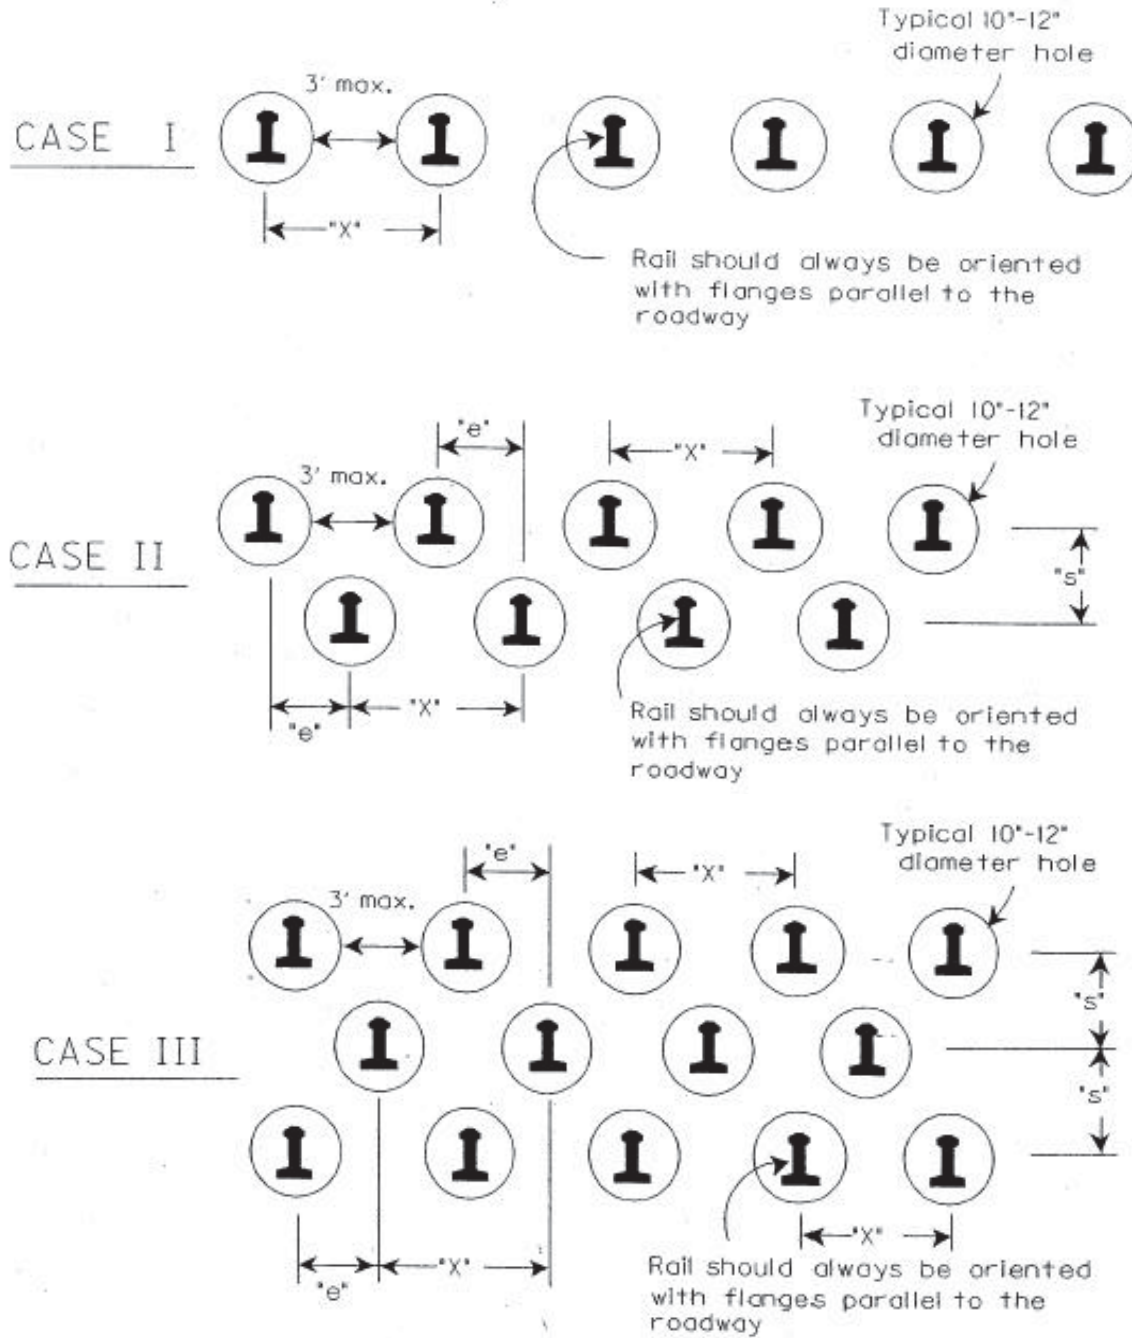 Typical 10"-12"
diameter hole
3' max.
CASE I
"X"
Rail should always be oriented
with flanges parallel to the
roadway
Typical 10"-12"
diameter hole
"e"
"X"
3' max.
CASE II
"s"
"e"
"X"
Rail should always be oriented
with flanges parallel to the
roadway
Typical 10"-12"
diameter hole
"e"
"X"
3' max.
"s"
CASE III
"s"
"e"
"X"
"X"
Rail should always be oriented
with flanges parallel to the
roadway